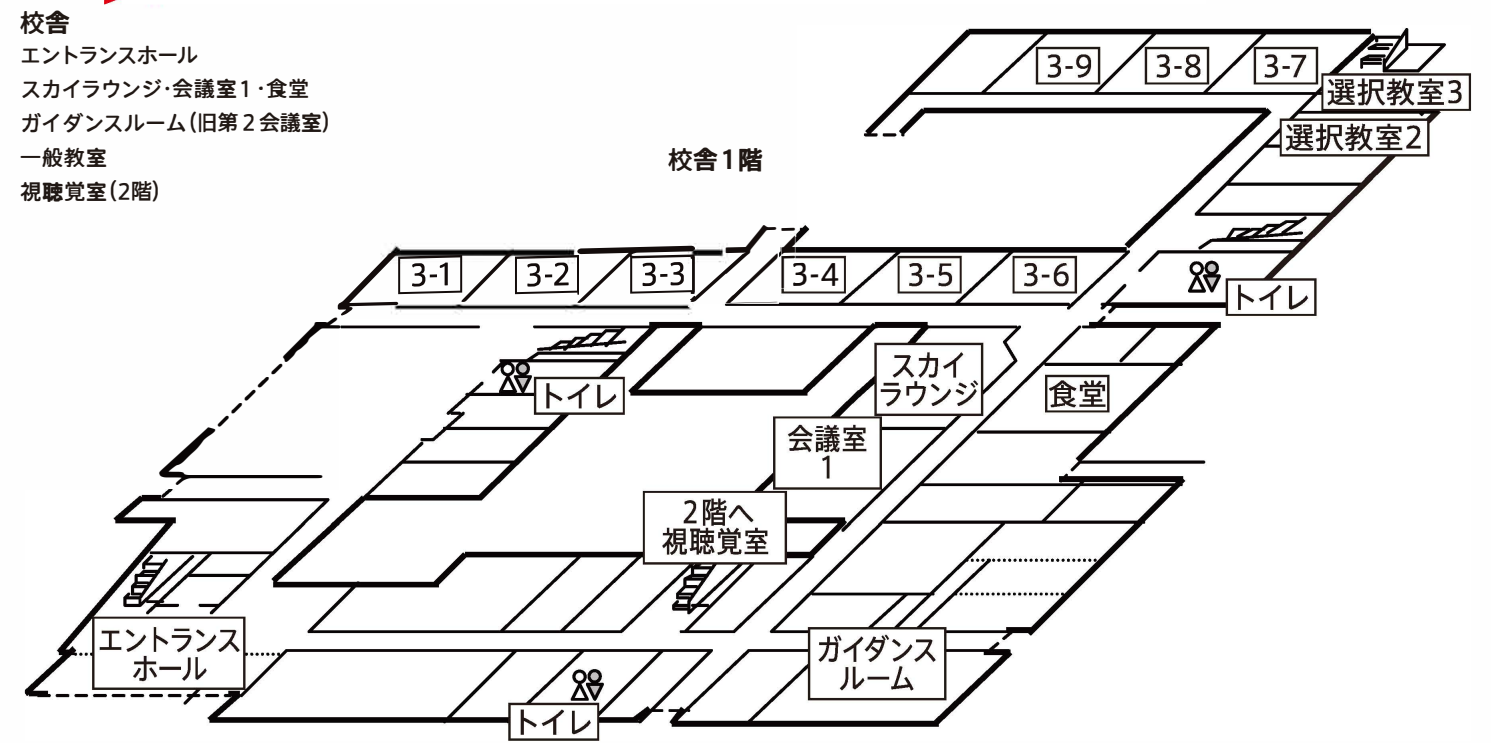 校舎
エントランスホール
スカイラウンジ・会議室1・食堂
ガイダンスルーム(旧第2会議室)
一般教室
視聴覚室(2階)
校舎1階
3-9
3-8
3-7
選択教室3
選択教室2
3-1
3-2
3-3
3-4
3-5
3-6
トイレ
トイレ
スカイ
ラウンジ
食堂
会議室
1
2階へ
視聴覚室
エントランス
ホール
ガイダンス
ルーム
トイレ